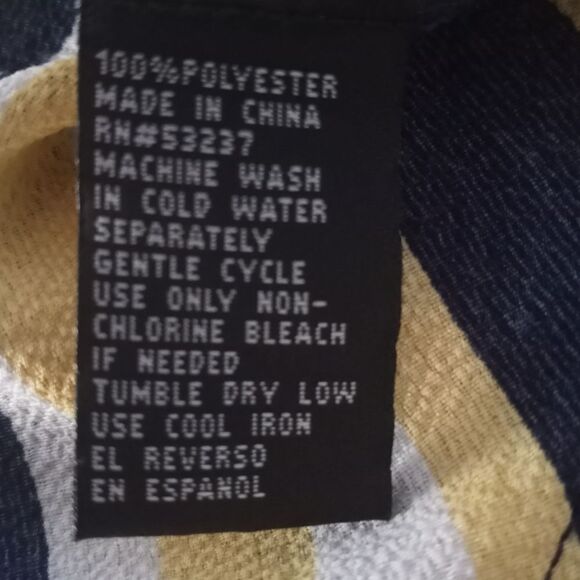 100%POLYESTER
MADE IN CHINA
RN#53237
MACHINE WASH
IN COLD WATER
SEPARATELY
GENTLE CYCLE
USE ONLY NON-
CHLORINE BLEACH
IF NEEDED
TUMBLE DRY LOW
USE COOL IRON
EL REVERSO
EN ESPANOL